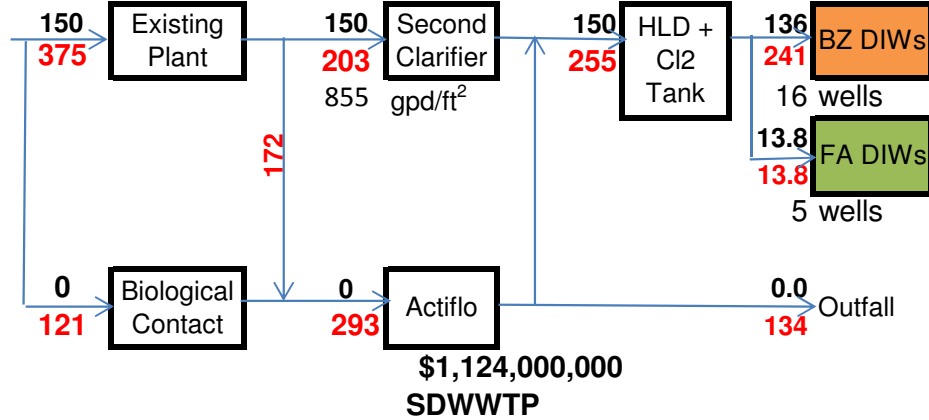 150
375
Existing
Plant
150
203
855 gpd/ft²
Second
Clarifier
150
255
HLD +
Cl2
Tank
136
241
BZ DIWs
16 wells
13.8
13.8
FA DIWs
5 wells
172
0
121
Biological
Contact
0
293
Actiflo
0.0
134
Outfall
$1,124,000,000
SDWWTP